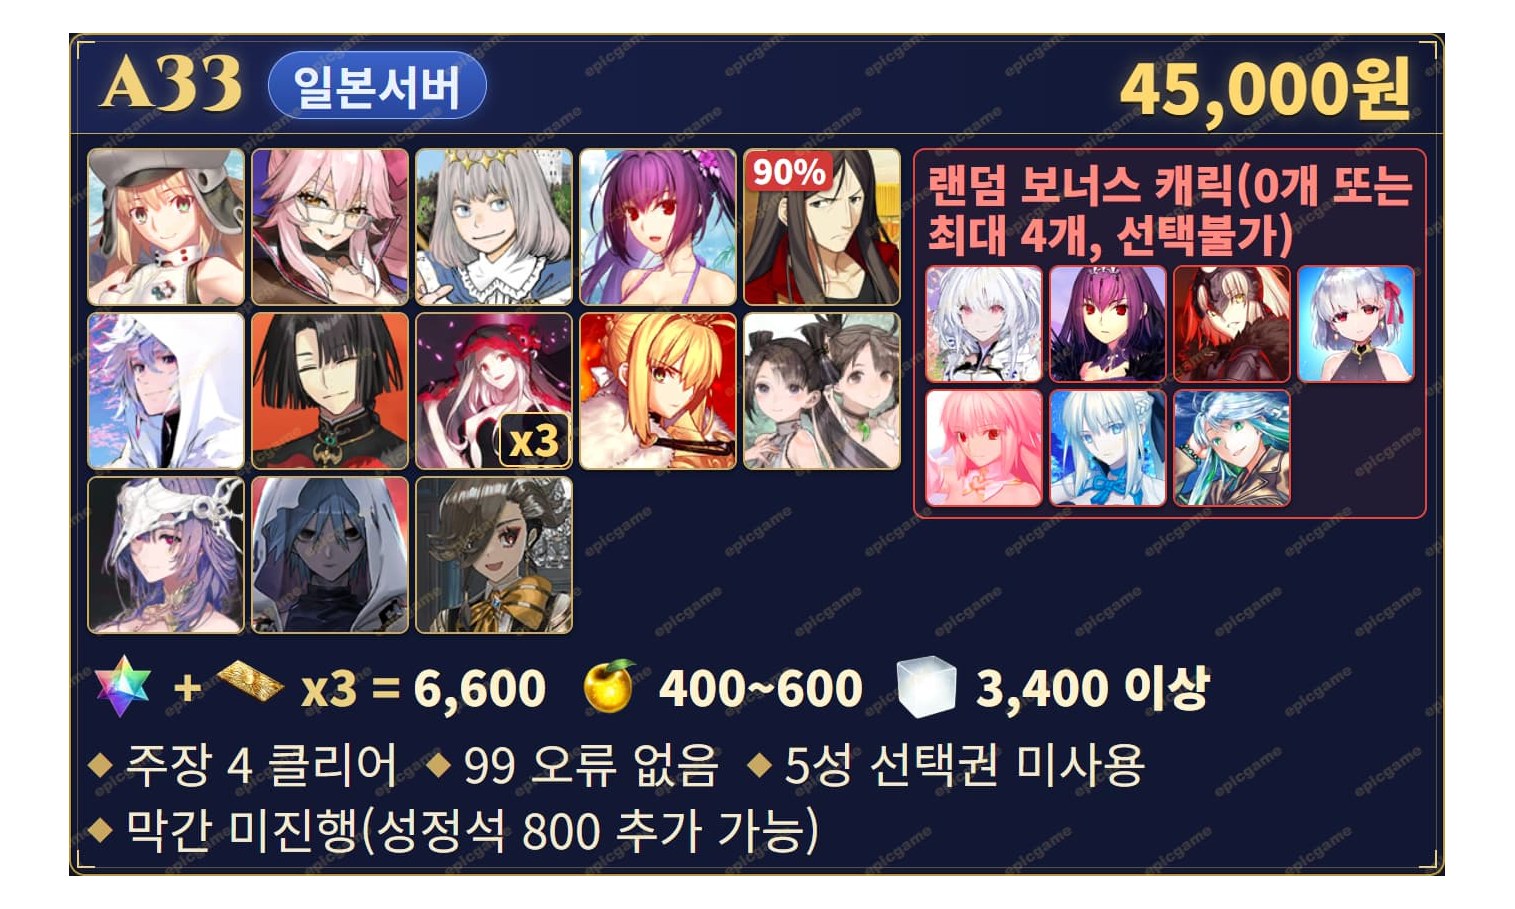 A33 일본서버 45,000원
90%
랜덤 보너스 캐릭(0개 또는
최대 4개, 선택불가)
x3
+ x3 = 6,600 400~600 3,400 이상
◆ 주장 4 클리어 ◆ 99 오류 없음 ◆ 5성 선택권 미사용
◆ 막간 미진행(성정석 800 추가 가능)
epicgame